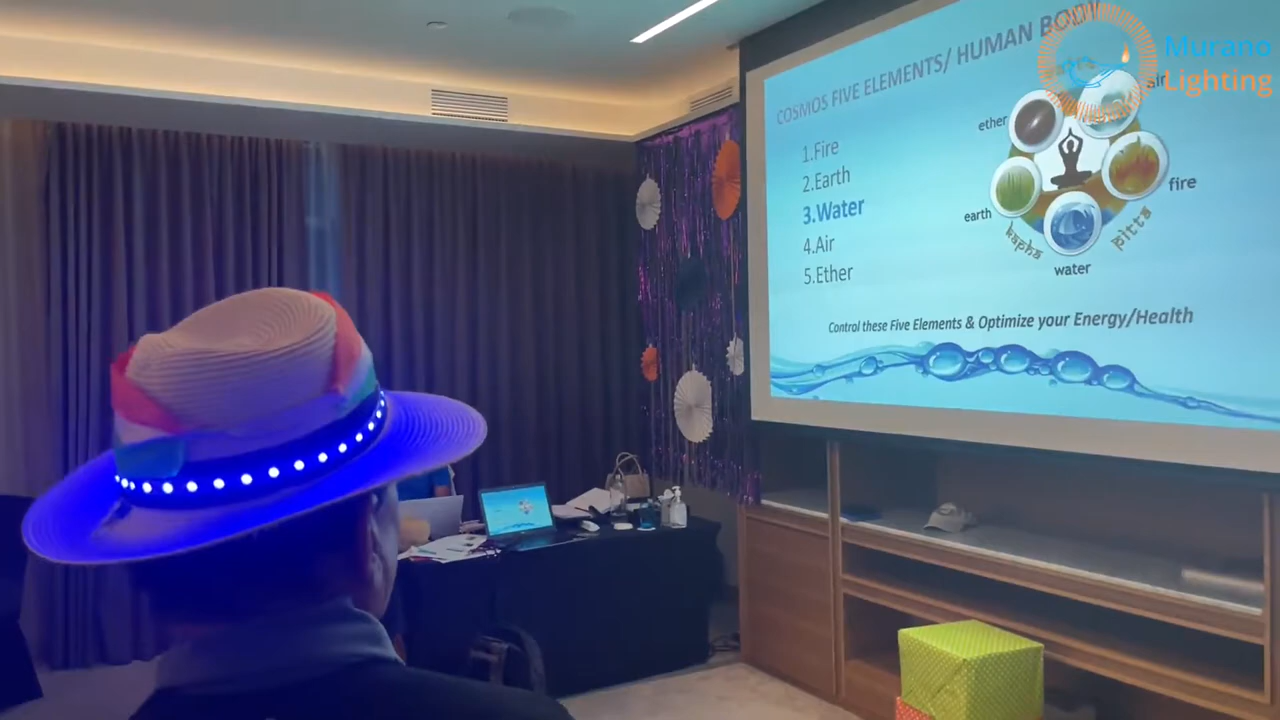 COSMOS FIVE ELEMENTS/ HUMAN BODY
1.Fire
2.Earth
3.Water
4.Air
5.Ether
ether
air
earth
fire
kapha
pitta
water
Control these Five Elements & Optimize your Energy/Health
Murano
Lighting